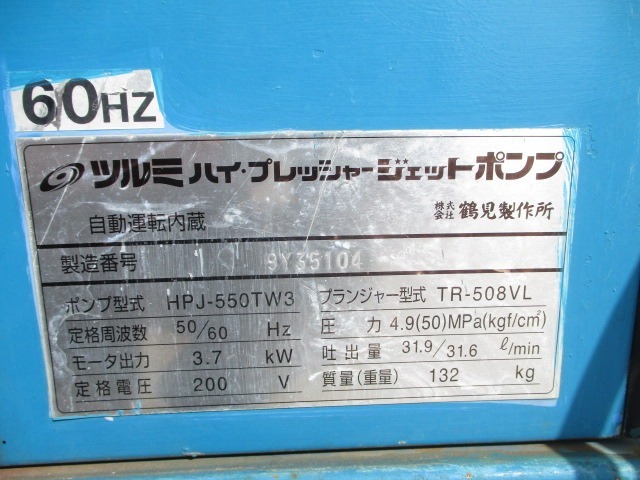 60HZ
ツルミ ハイ・プレッシャージェットポンプ
自動運転内蔵
株式会社 鶴見製作所
製造番号 9Y35104
ポンプ型式 HPJ-550TW3 プランジャー型式 TR-508VL
定格周波数 50/60 Hz 圧力 4.9(50)MPa(kgf/cm²)
モータ出力 3.7 kW 吐出量 31.9/31.6 ℓ/min
定格電圧 200 V 質量(重量) 132 kg